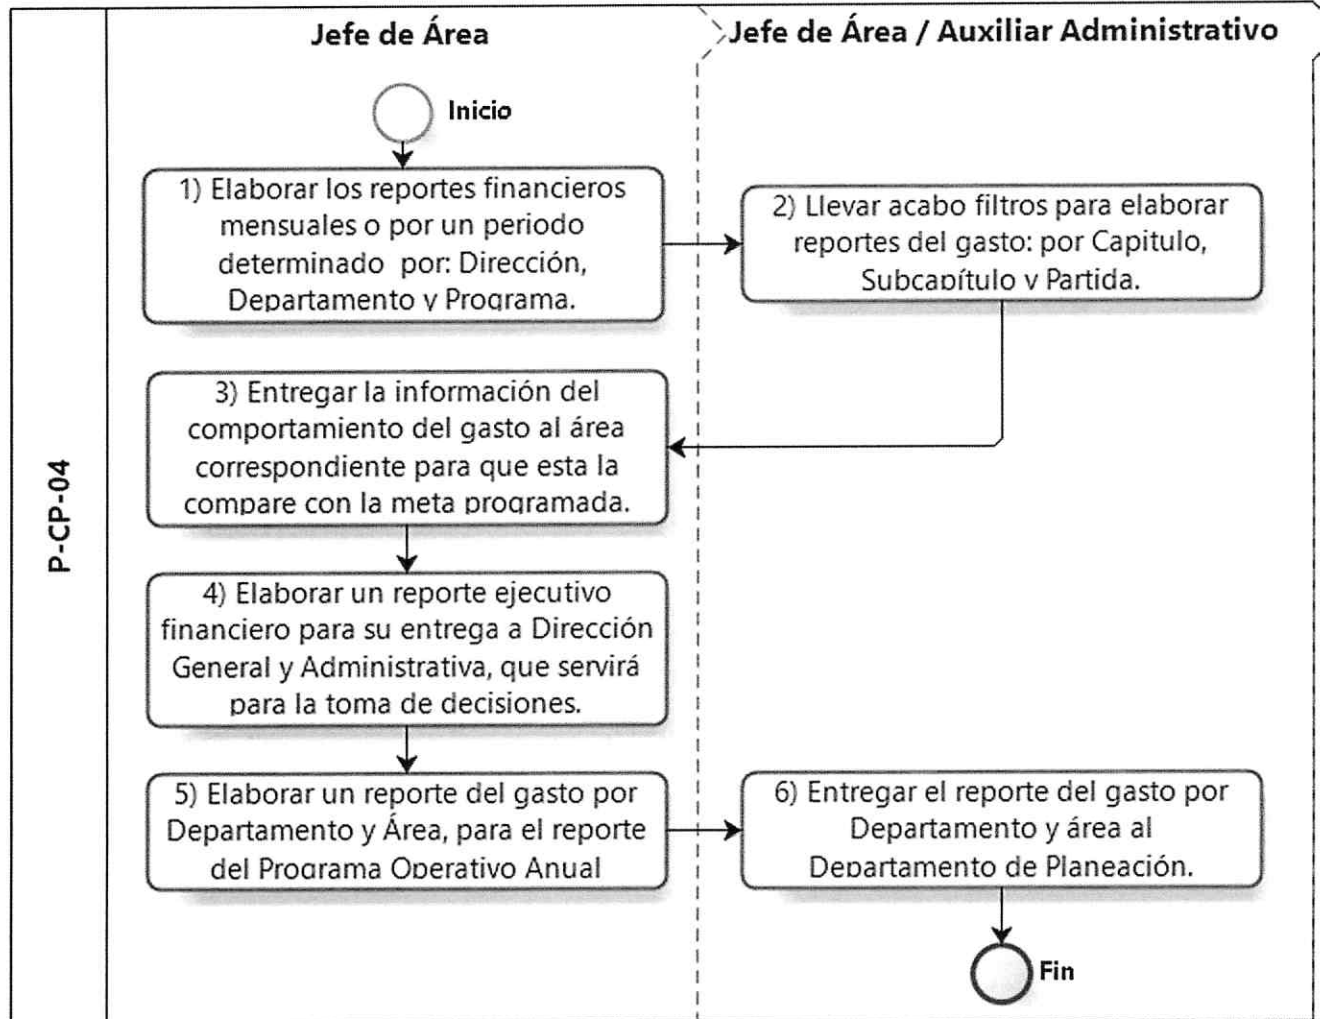 Jefe de Área
Jefe de Área / Auxiliar Administrativo
P-CP-04
Inicio
1) Elaborar los reportes financieros
mensuales o por un periodo
determinado por: Dirección,
Departamento y Programa.
2) Llevar acabo filtros para elaborar
reportes del gasto: por Capitulo,
Subcapítulo y Partida.
3) Entregar la información del
comportamiento del gasto al área
correspondiente para que esta la
compare con la meta programada.
4) Elaborar un reporte ejecutivo
financiero para su entrega a Dirección
General y Administrativa, que servirá
para la toma de decisiones.
5) Elaborar un reporte del gasto por
Departamento y Área, para el reporte
del Programa Operativo Anual
6) Entregar el reporte del gasto por
Departamento y área al
Departamento de Planeación.
Fin